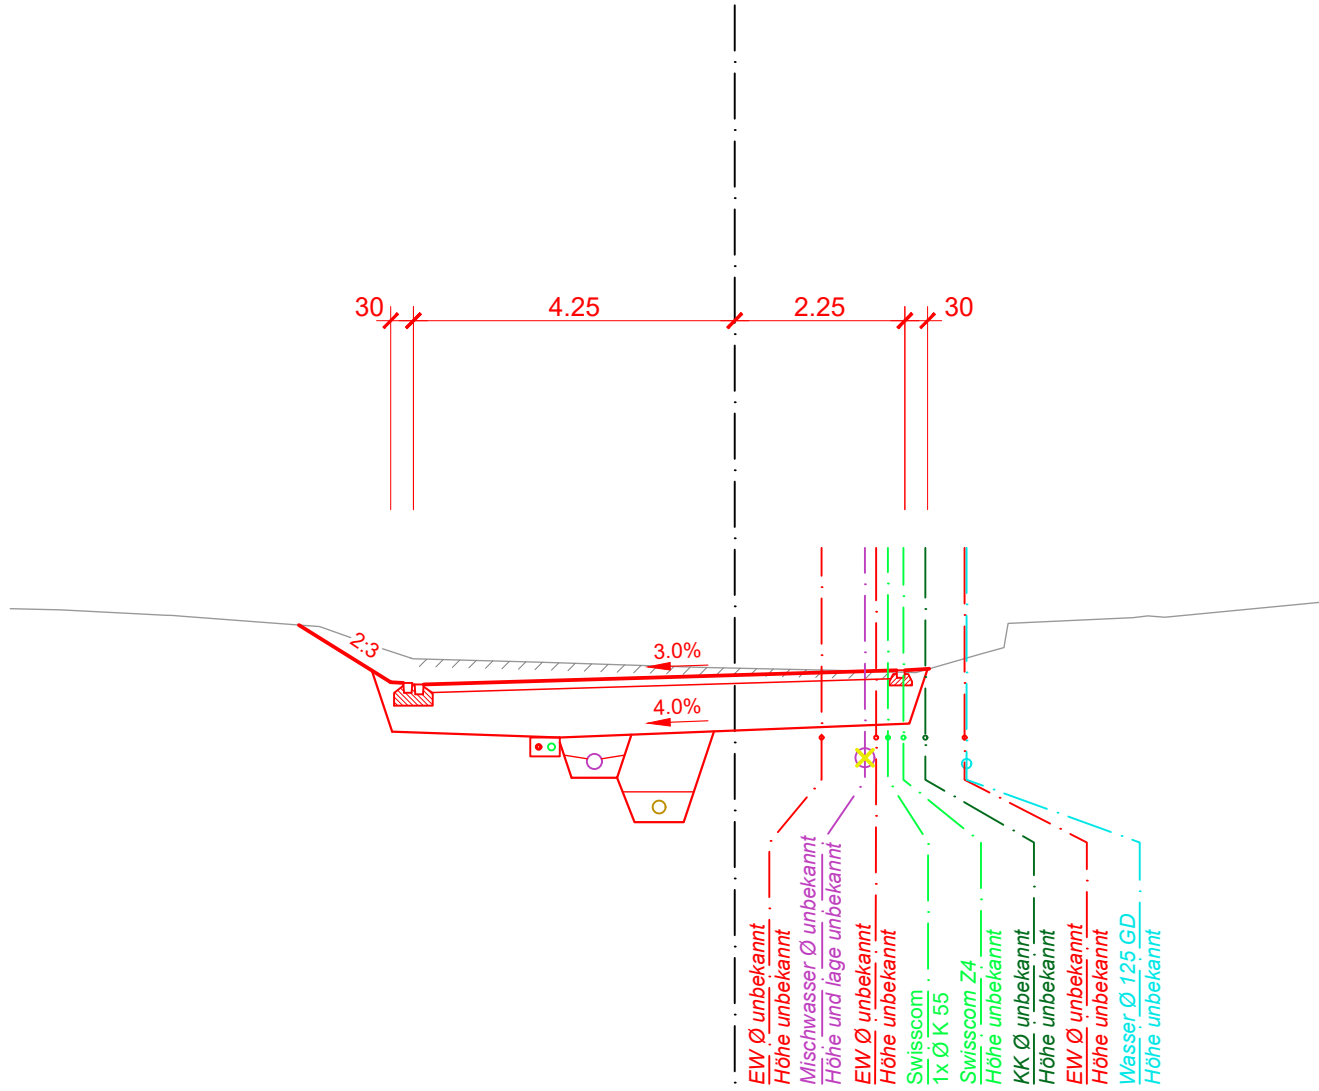 30
4.25
2.25
30
2:3
3.0%
4.0%
EW Ø unbekannt
Höhe unbekannt
Mischwasser Ø unbekannt
Höhe und lage unbekannt
EW Ø unbekannt
Höhe unbekannt
Swisscom
1x Ø K 55
Swisscom Z4
Höhe unbekannt
KK Ø unbekannt
Höhe unbekannt
EW Ø unbekannt
Höhe unbekannt
Wasser Ø 125 GD
Höhe unbekannt